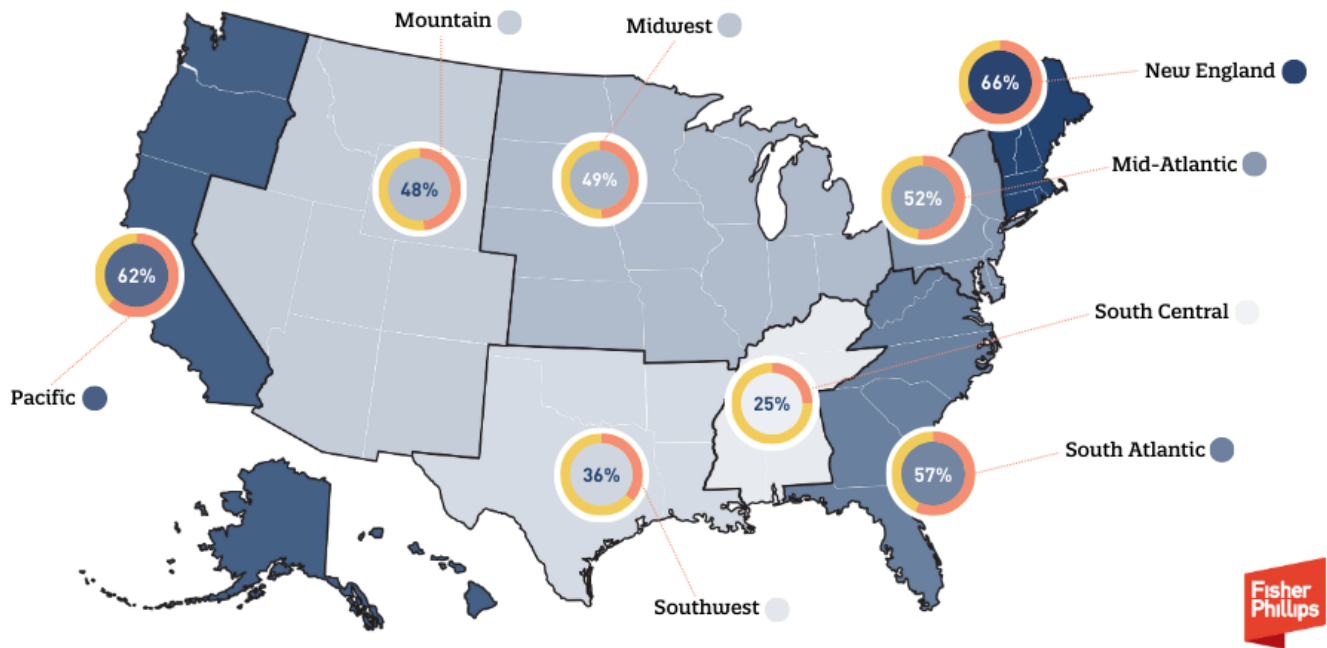 Mountain
Midwest
New England
66%
Mid-Atlantic
48%
49%
52%
62%
South Central
Pacific
25%
South Atlantic
36%
57%
Southwest
Fisher
Phillips